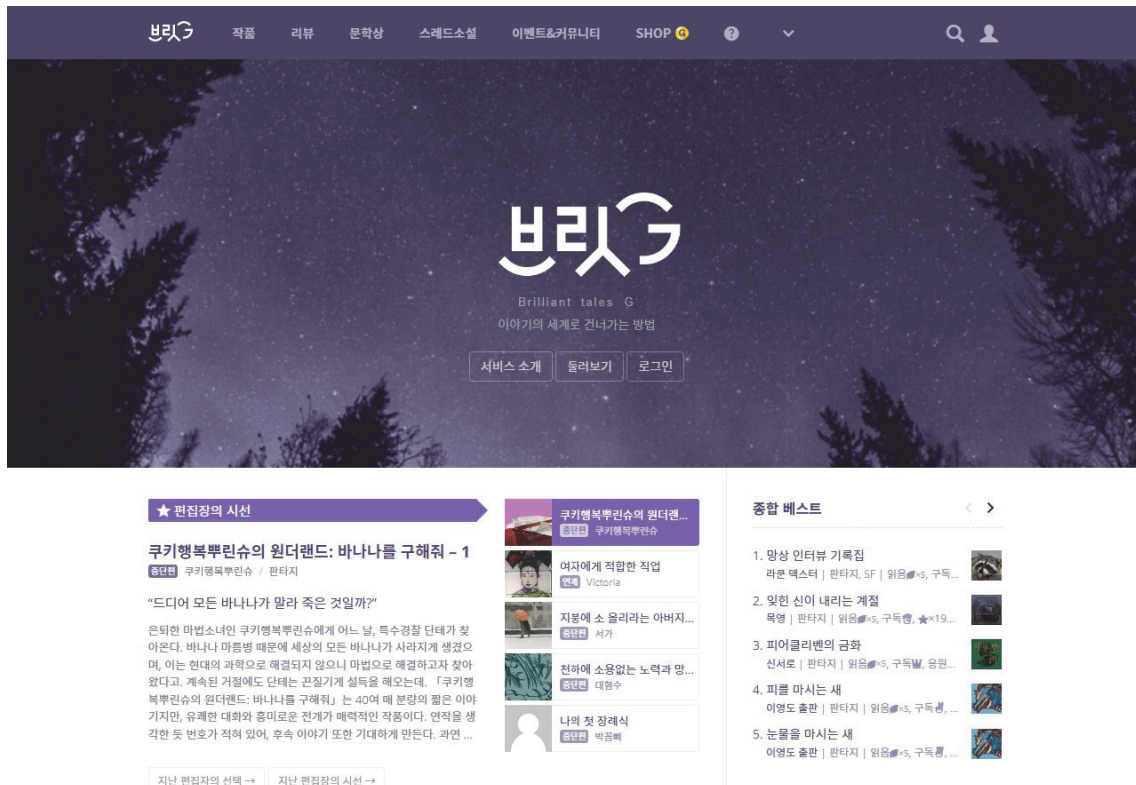 브릿G
작품 리뷰 문학상 스레드소설 이벤트&커뮤니티 SHOP G ?
브릿G
Brilliant tales G
이야기의 세계로 건너가는 방법
서비스 소개 둘러보기 로그인
★ 편집장의 시선
쿠키행복뿌린슈의 원더랜드: 바나나를 구해줘 – 1
중단편 쿠키행복뿌린슈 / 판타지
“드디어 모든 바나나가 말라 죽은 것일까?”
은퇴한 마법소녀인 쿠키행복뿌린슈에게 어느 날, 특수경찰 단테가 찾
아온다. 바나나 마름병 때문에 세상의 모든 바나나가 사라지게 생겼으
며, 이는 현대의 과학으로 해결되지 않으니 마법으로 해결하고자 찾아
왔다고. 계속된 거절에도 단테는 끈질기게 설득을 해오는데. 「쿠키행
복뿌린슈의 원더랜드: 바나나를 구해줘」는 40여 매 분량의 짧은 이야
기지만, 유쾌한 대화와 흥미로운 전개가 매력적인 작품이다. 연작을 생
각한 듯 번호가 적혀 있어, 후속 이야기 또한 기대하게 만든다. 과연 ...
지난 편집자의 선택 → 지난 편집장의 시선 →
쿠키행복뿌린슈의 원더랜...
중단편 쿠키행복뿌린슈
여자에게 적합한 직업
연재 Victoria
지붕에 소 올리라는 아버지...
중단편 서가
천하에 소용없는 노력과 망...
중단편 대혐수
나의 첫 장례식
중단편 박꼼삐
종합 베스트
1. 망상 인터뷰 기록집
라쿤 덱스터 | 판타지, SF | 읽음×5, 구독...
2. 잊힌 신이 내리는 계절
목영 | 판타지 | 읽음×5, 구독, ★×19...
3. 피어클리벤의 금화
신서로 | 판타지 | 읽음×5, 구독, 응원...
4. 피를 마시는 새
이영도 출판 | 판타지 | 읽음×5, 구독, ...
5. 눈물을 마시는 새
이영도 출판 | 판타지 | 읽음×5, 구독, ...